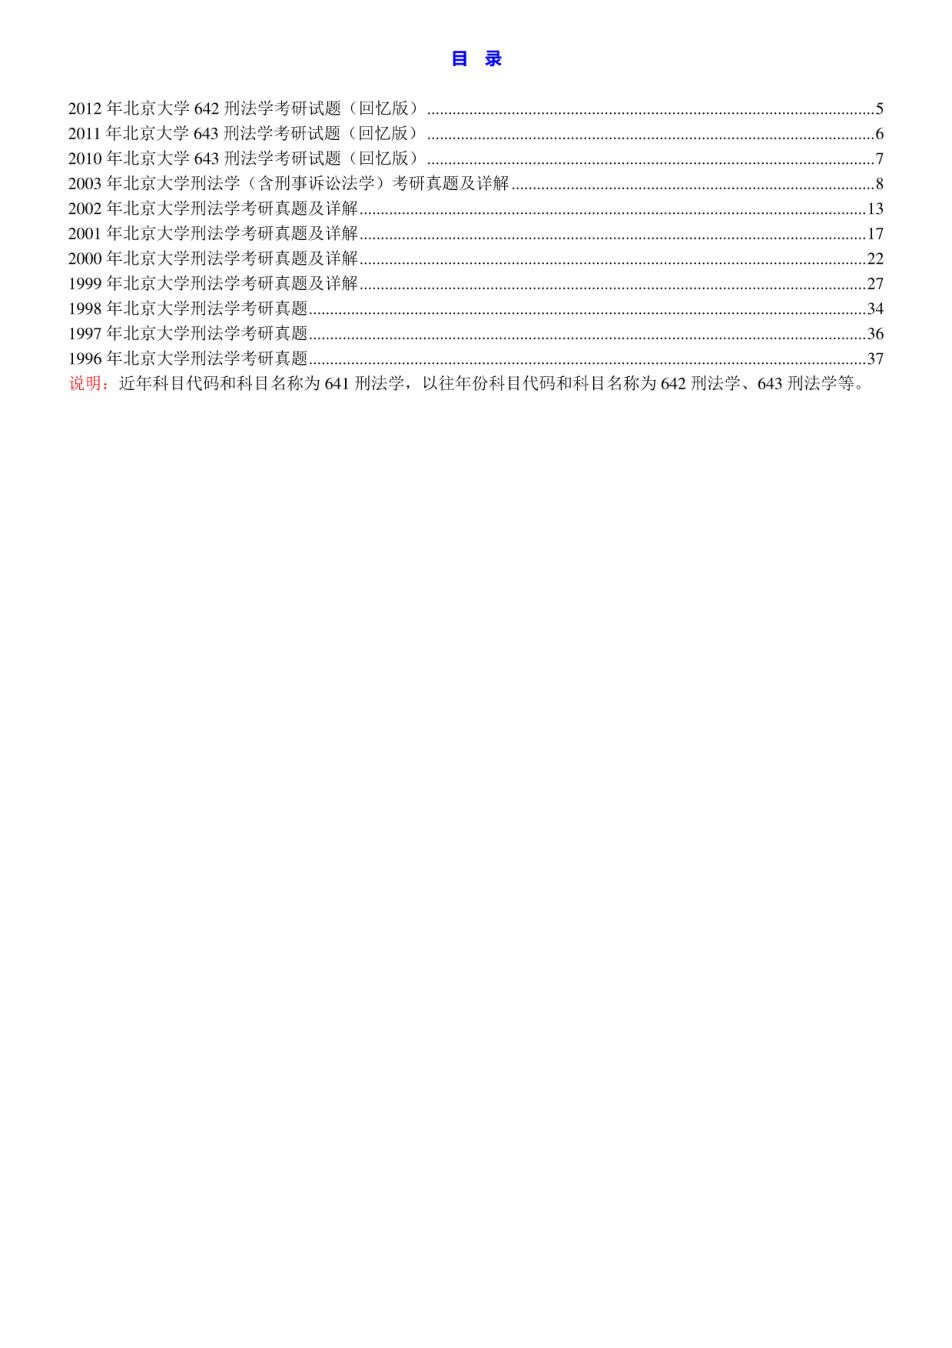 目 录
2012 年北京大学 642 刑法学考研试题（回忆版）..........5
2011 年北京大学 643 刑法学考研试题（回忆版）..........6
2010 年北京大学 643 刑法学考研试题（回忆版）..........7
2003 年北京大学刑法学（含刑事诉讼法学）考研真题及详解..........8
2002 年北京大学刑法学考研真题及详解..........13
2001 年北京大学刑法学考研真题及详解..........17
2000 年北京大学刑法学考研真题及详解..........22
1999 年北京大学刑法学考研真题及详解..........27
1998 年北京大学刑法学考研真题..........34
1997 年北京大学刑法学考研真题..........36
1996 年北京大学刑法学考研真题..........37
说明：近年科目代码和科目名称为 641 刑法学，以往年份科目代码和科目名称为 642 刑法学、643 刑法学等。